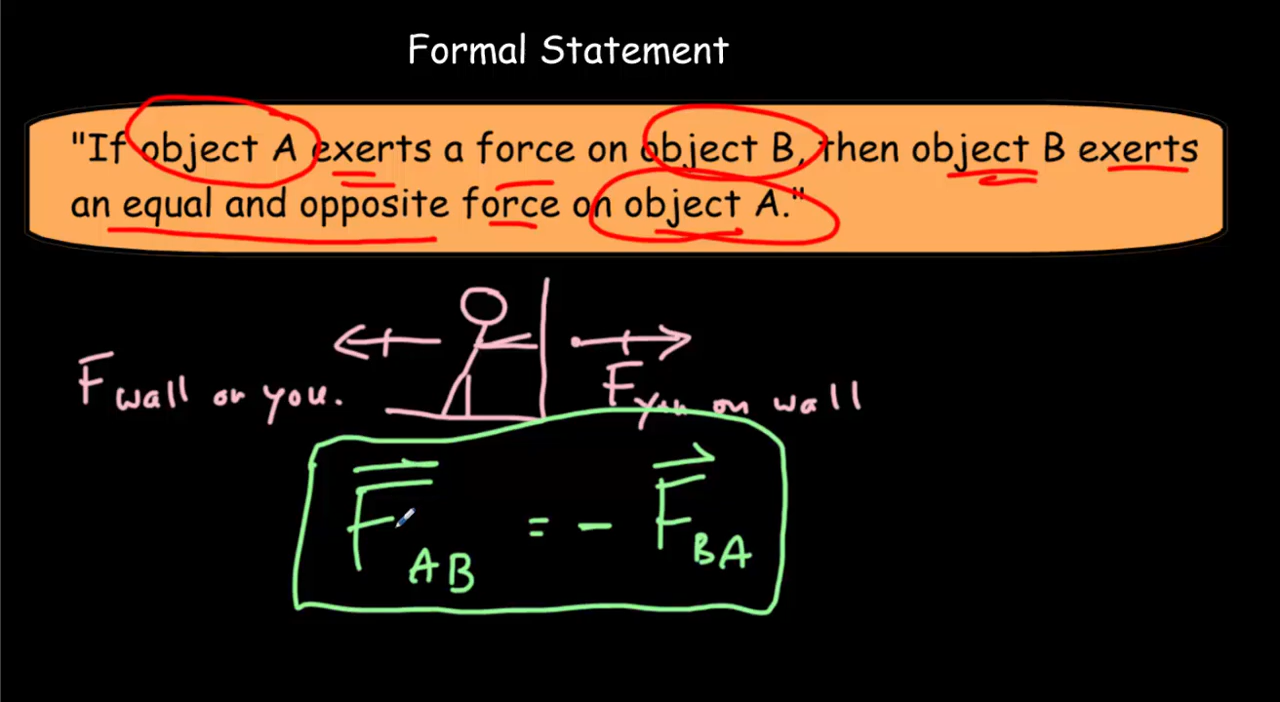 Formal Statement
"If object A exerts a force on object B, then object B exerts
an equal and opposite force on object A."
F wall on you.
F you on wall
F AB = - F BA